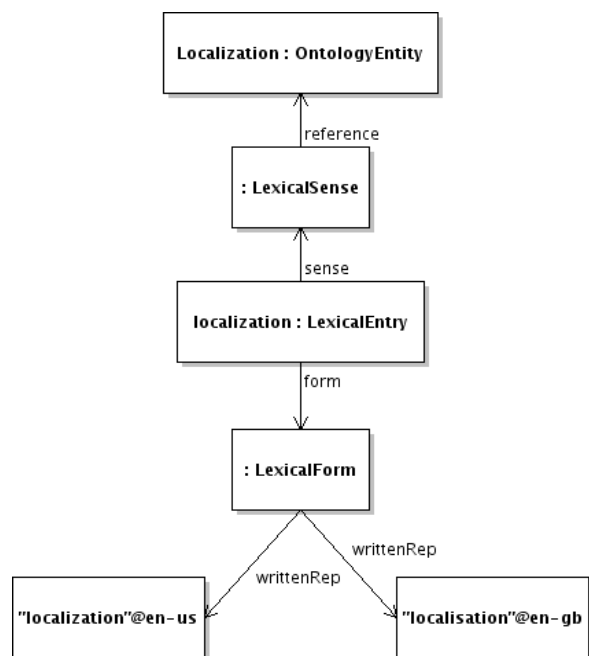 Localization : OntologyEntity
reference
: LexicalSense
sense
localization : LexicalEntry
form
: LexicalForm
writtenRep
writtenRep
"localization"@en-us
"localisation"@en-gb